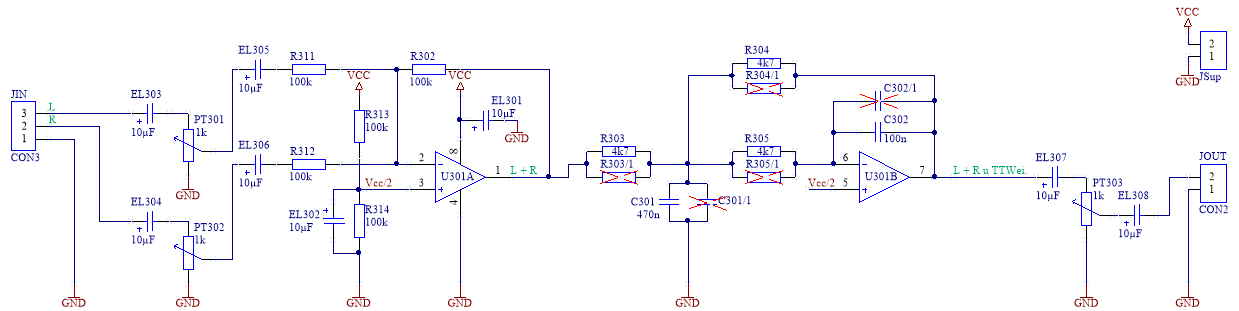 JIN
3
2
1
CON3
L
R
EL303
+
10µF
PT301
1k
GND
EL304
+
10µF
PT302
1k
GND
GND
EL305
+
10µF
R311
100k
EL306
+
10µF
R312
100k
VCC
R313
100k
Vcc/2
EL302
+
10µF
R314
100k
GND
R302
100k
VCC
EL301
+
10µF
GND
8
2
-
3
+
U301A
1
4
GND
L + R
R303
4k7
R303/1
C301
470n
C301/1
GND
R304
4k7
R304/1
R305
4k7
R305/1
C302/1
C302
100n
6
-
Vcc/2
5
+
U301B
7
L + R u TTWei.
EL307
+
10µF
PT303
1k
GND
EL308
+
10µF
JOUT
2
1
CON2
GND
VCC
2
1
JSup
GND